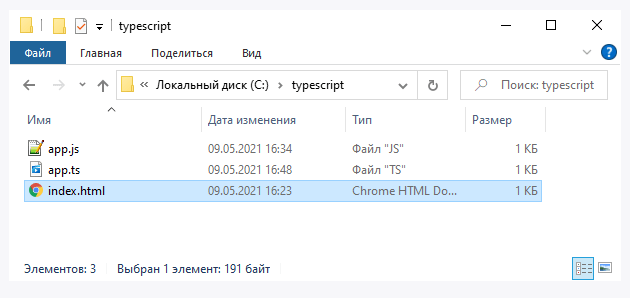 typescript
Файл Главная Поделиться Вид
Локальный диск (C:) typescript Поиск: typescript
Имя Дата изменения Тип Размер
app.js 09.05.2021 16:34 Файл "JS" 1 КБ
app.ts 09.05.2021 16:48 Файл "TS" 1 КБ
index.html 09.05.2021 16:23 Chrome HTML Do... 1 КБ
Элементов: 3 Выбран 1 элемент: 191 байт